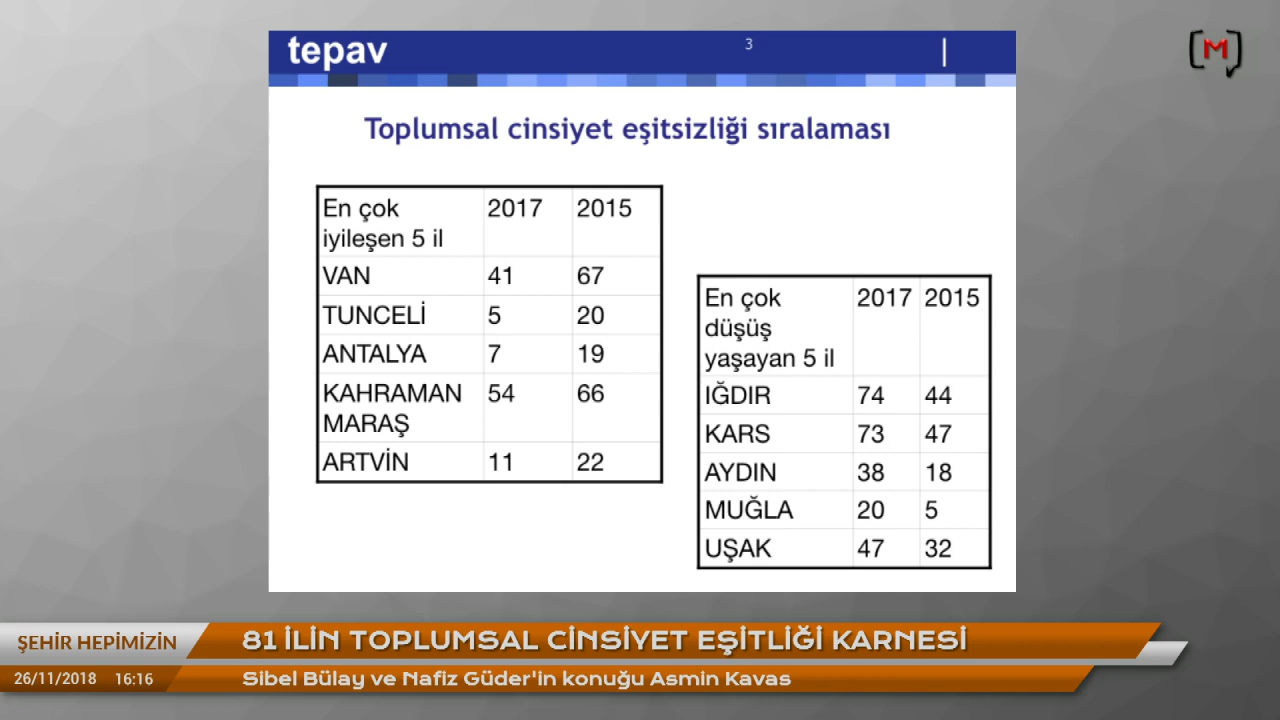 tepav
3
[M]
Toplumsal cinsiyet eşitsizliği sıralaması
En çok iyileşen 5 il 2017 2015
VAN 41 67
TUNCELİ 5 20
ANTALYA 7 19
KAHRAMAN MARAŞ 54 66
ARTVİN 11 22
En çok düşüş yaşayan 5 il 2017 2015
IĞDIR 74 44
KARS 73 47
AYDIN 38 18
MUĞLA 20 5
UŞAK 47 32
ŞEHİR HEPİMİZİN
81 İLİN TOPLUMSAL CİNSİYET EŞİTLİĞİ KARNESİ
26/11/2018 16:16
Sibel Bülay ve Nafiz Güder'in konuğu Asmin Kavas